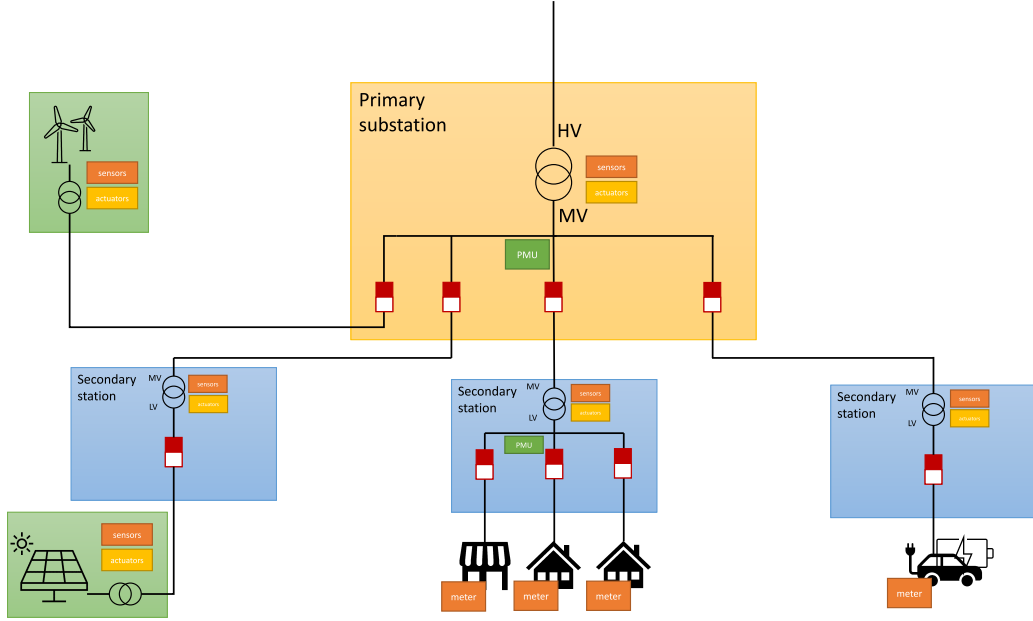 Primary
substation
HV
sensors
actuators
MV
PMU
sensors
actuators
Secondary
station
MV
LV
sensors
actuators
Secondary
station
MV
LV
sensors
actuators
PMU
Secondary
station
MV
LV
sensors
actuators
sensors
actuators
meter
meter
meter
meter